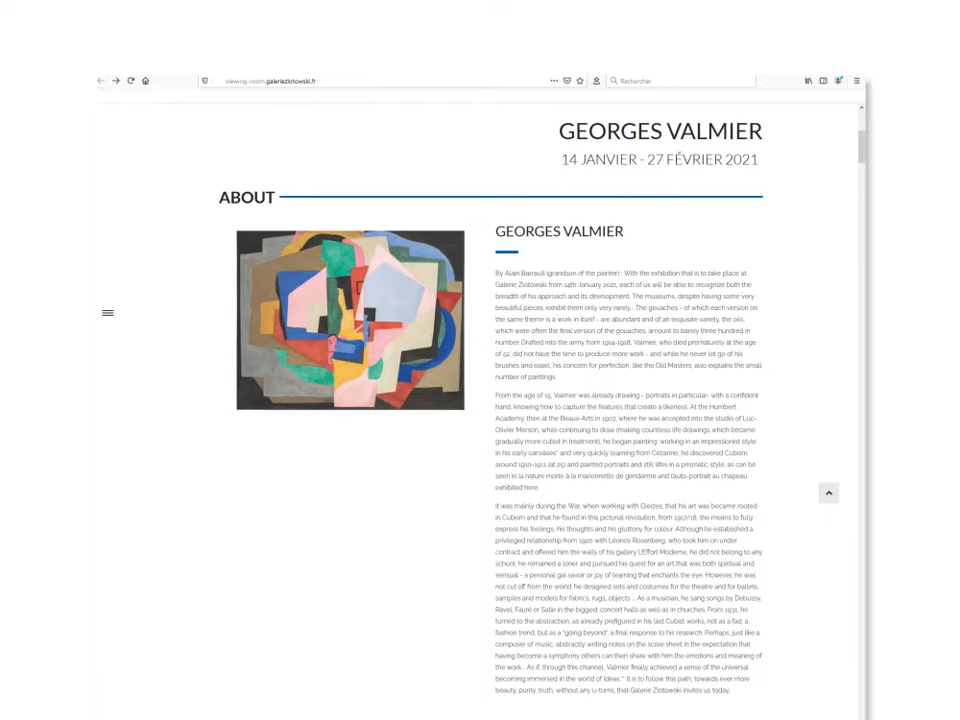 viewing-room.galeriezlotowski.fr
Rechercher
GEORGES VALMIER
14 JANVIER - 27 FÉVRIER 2021
ABOUT
GEORGES VALMIER
By Alain Barrault (grandson of the painter) : With the exhibition that is to take place at
Galerie Zlotowski from 14th January 2021, each of us will be able to recognize both the
breadth of his approach and its development. The museums, despite having some very
beautiful pieces, exhibit them only very rarely... The gouaches - of which each version on
the same theme is a work in itself - are abundant and of an exquisite variety, the oils,
which were often the final version of the gouaches, amount to barely three hundred in
number. Drafted into the army from 1914-1918, Valmier, who died prematurely at the age
of 52, did not have the time to produce more work - and while he never let go of his
brushes and easel, his concern for perfection, like the Old Masters, also explains the small
number of paintings.
From the age of 15, Valmier was already drawing - portraits in particular- with a confident
hand, knowing how to capture the features that create a likeness. At the Humbert
Academy, then at the Beaux-Arts in 1907, where he was accepted into the studio of Luc-
Olivier Merson, while continuing to draw (making countless life drawings which became
gradually more cubist in treatment), he began painting working in an impressionist style
in his early canvases* and very quickly learning from Cézanne, he discovered Cubism
around 1910-1911 (at 25) and painted portraits and still lifes in a prismatic style, as can be
seen in la nature morte à la marionnette de gendarme and l'auto-portrait au chapeau
exhibited here.
It was mainly during the War, when working with Gleizes, that his art was became rooted
in Cubism and that he found in this pictorial revolution, from 1917/18, the means to fully
express his feelings, his thoughts and his gluttony for colour. Although he established a
privileged relationship from 1920 with Léonce Rosenberg, who took him on under
contract and offered him the walls of his gallery L'Effort Moderne, he did not belong to any
school, he remained a loner and pursued his quest for an art that was both spiritual and
sensual - a personal gai savoir or joy of learning that enchants the eye. However, he was
not cut off from the world: he designed sets and costumes for the theatre and for ballets,
samples and models for fabrics, rugs, objects ... As a musician, he sang songs by Debussy,
Ravel, Fauré or Satie in the biggest concert halls as well as in churches. From 1931, he
turned to the abstraction, as already prefigured in his last Cubist works, not as a fad, a
fashion trend, but as a "going beyond", a final response to his research. Perhaps, just like a
composer of music, abstractly writing notes on the score sheet in the expectation that
having become a symphony others can then share with him the emotions and meaning of
the work... As if, through this channel, Valmier finally achieved a sense of the universal
becoming immersed in the world of Ideas.** It is to follow this path, towards ever more
beauty, purity, truth, without any u-turns, that Galerie Zlotowski invites us today.